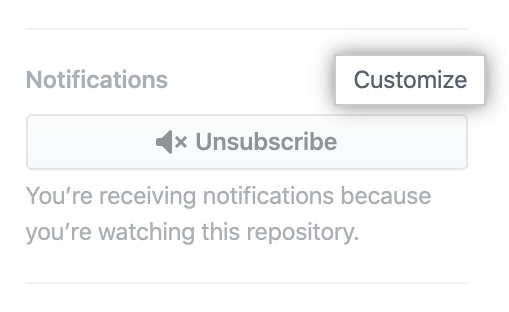 Notifications Customize
Unsubscribe
You’re receiving notifications because
you’re watching this repository.